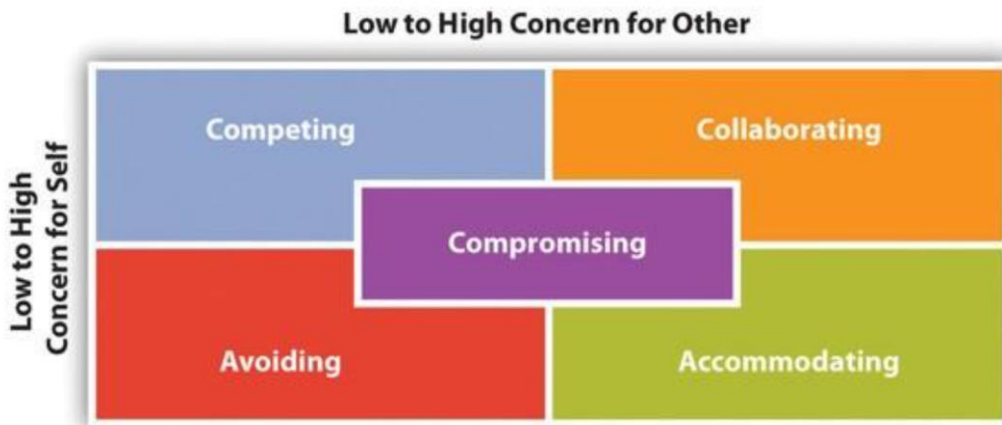 Low to High Concern for Other
Low to High
Concern for Self
Competing
Collaborating
Compromising
Avoiding
Accommodating